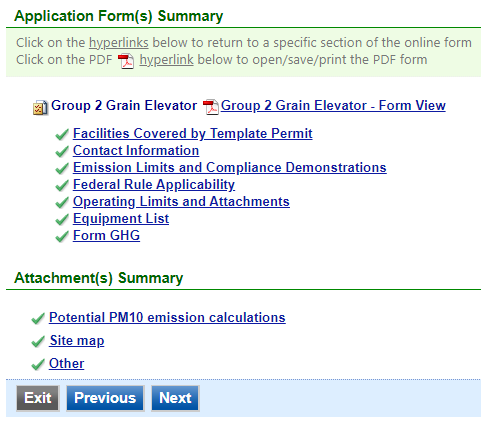 Application Form(s) Summary
Click on the hyperlinks below to return to a specific section of the online form
Click on the PDF hyperlink below to open/save/print the PDF form
Group 2 Grain Elevator Group 2 Grain Elevator - Form View
Facilities Covered by Template Permit
Contact Information
Emission Limits and Compliance Demonstrations
Federal Rule Applicability
Operating Limits and Attachments
Equipment List
Form GHG
Attachment(s) Summary
Potential PM10 emission calculations
Site map
Other
Exit Previous Next